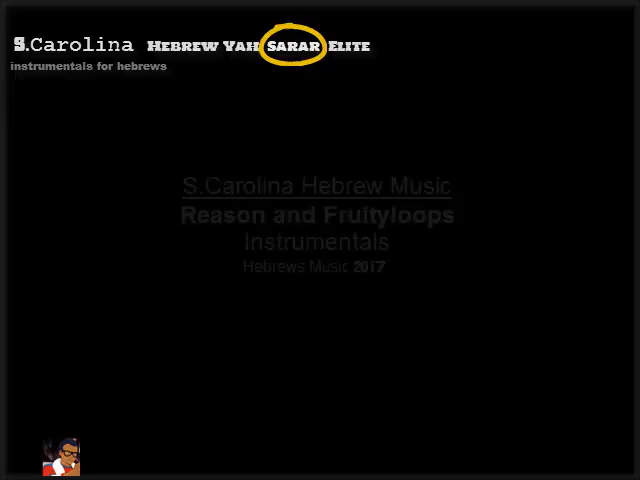 S.Carolina Hebrew Yah Sarar Elite
instrumentals for hebrews
S.Carolina Hebrew Music
Reason and Fruityloops
Instrumentals
Hebrews Music 2017